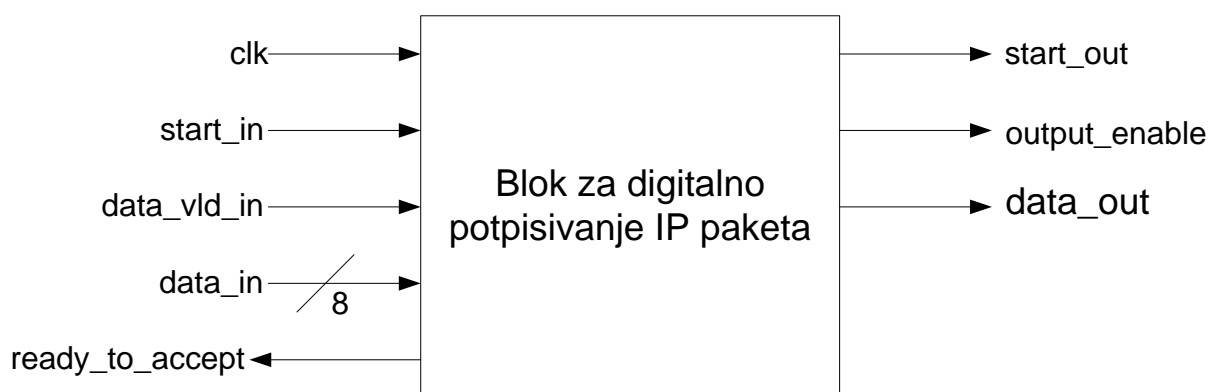 clk
start_in
data_vld_in
data_in
8
ready_to_accept
Blok za digitalno
potpisivanje IP paketa
start_out
output_enable
data_out